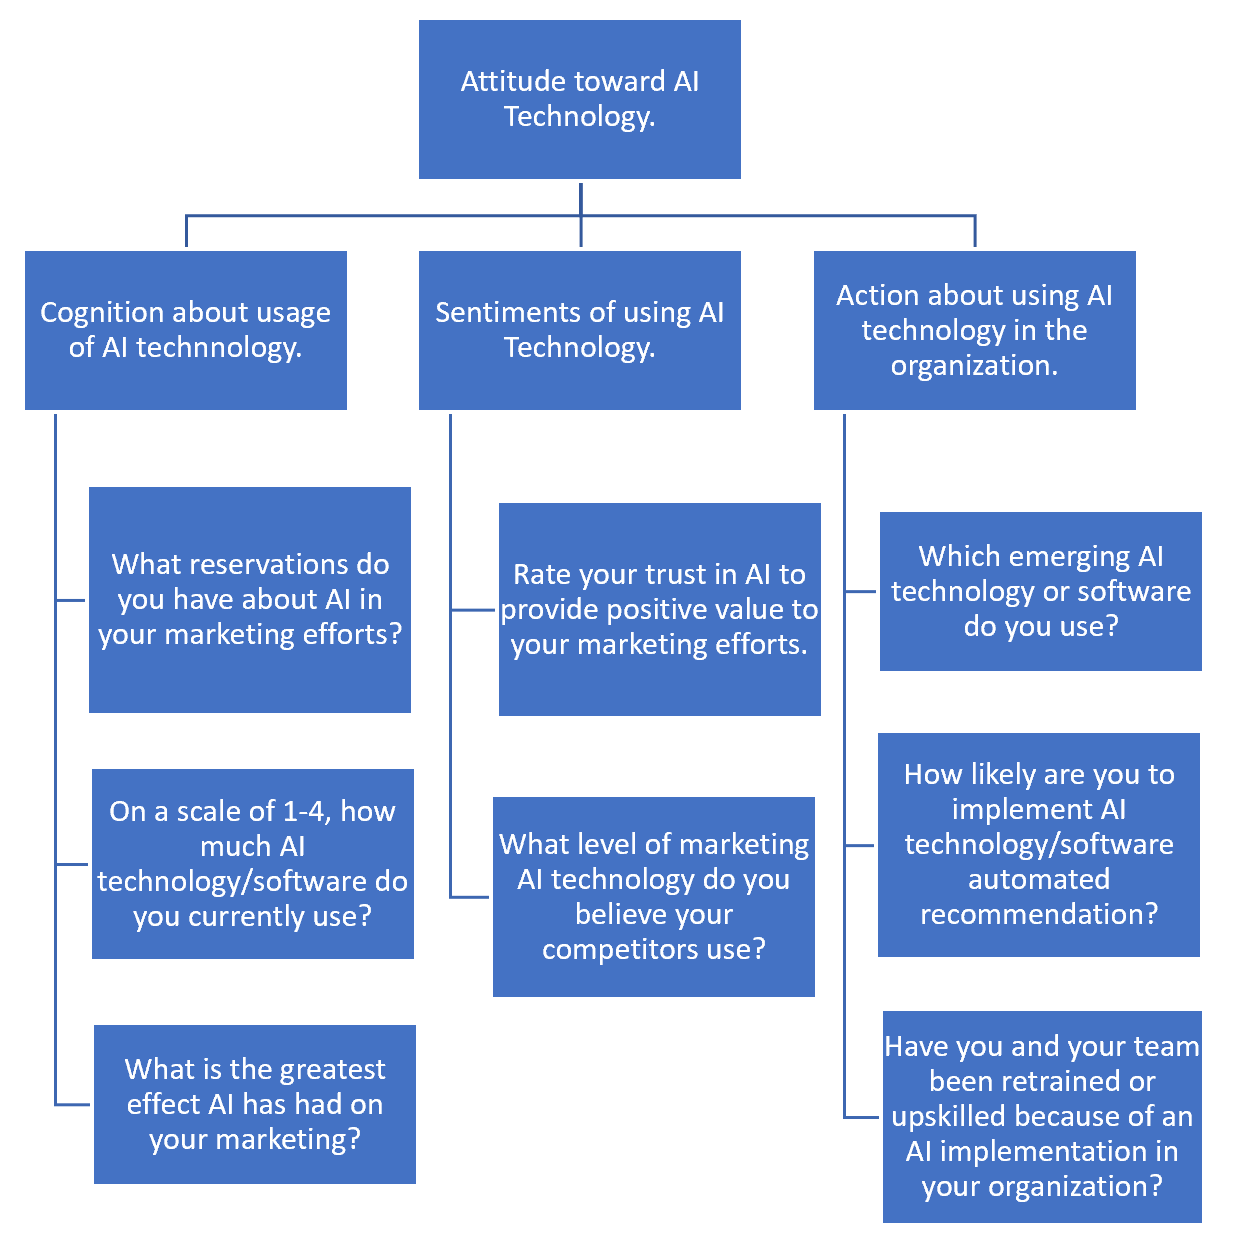 Attitude toward AI
Technology.
Cognition about usage
of AI technnology.
Sentiments of using AI
Technology.
Action about using AI
technology in the
organization.
What reservations do
you have about AI in
your marketing efforts?
On a scale of 1-4, how
much AI
technology/software do
you currently use?
What is the greatest
effect AI has had on
your marketing?
Rate your trust in AI to
provide positive value to
your marketing efforts.
What level of marketing
AI technology do you
believe your
competitors use?
Which emerging AI
technology or software
do you use?
How likely are you to
implement AI
technology/software
automated
recommendation?
Have you and your team
been retrained or
upskilled because of an
AI implementation in
your organization?